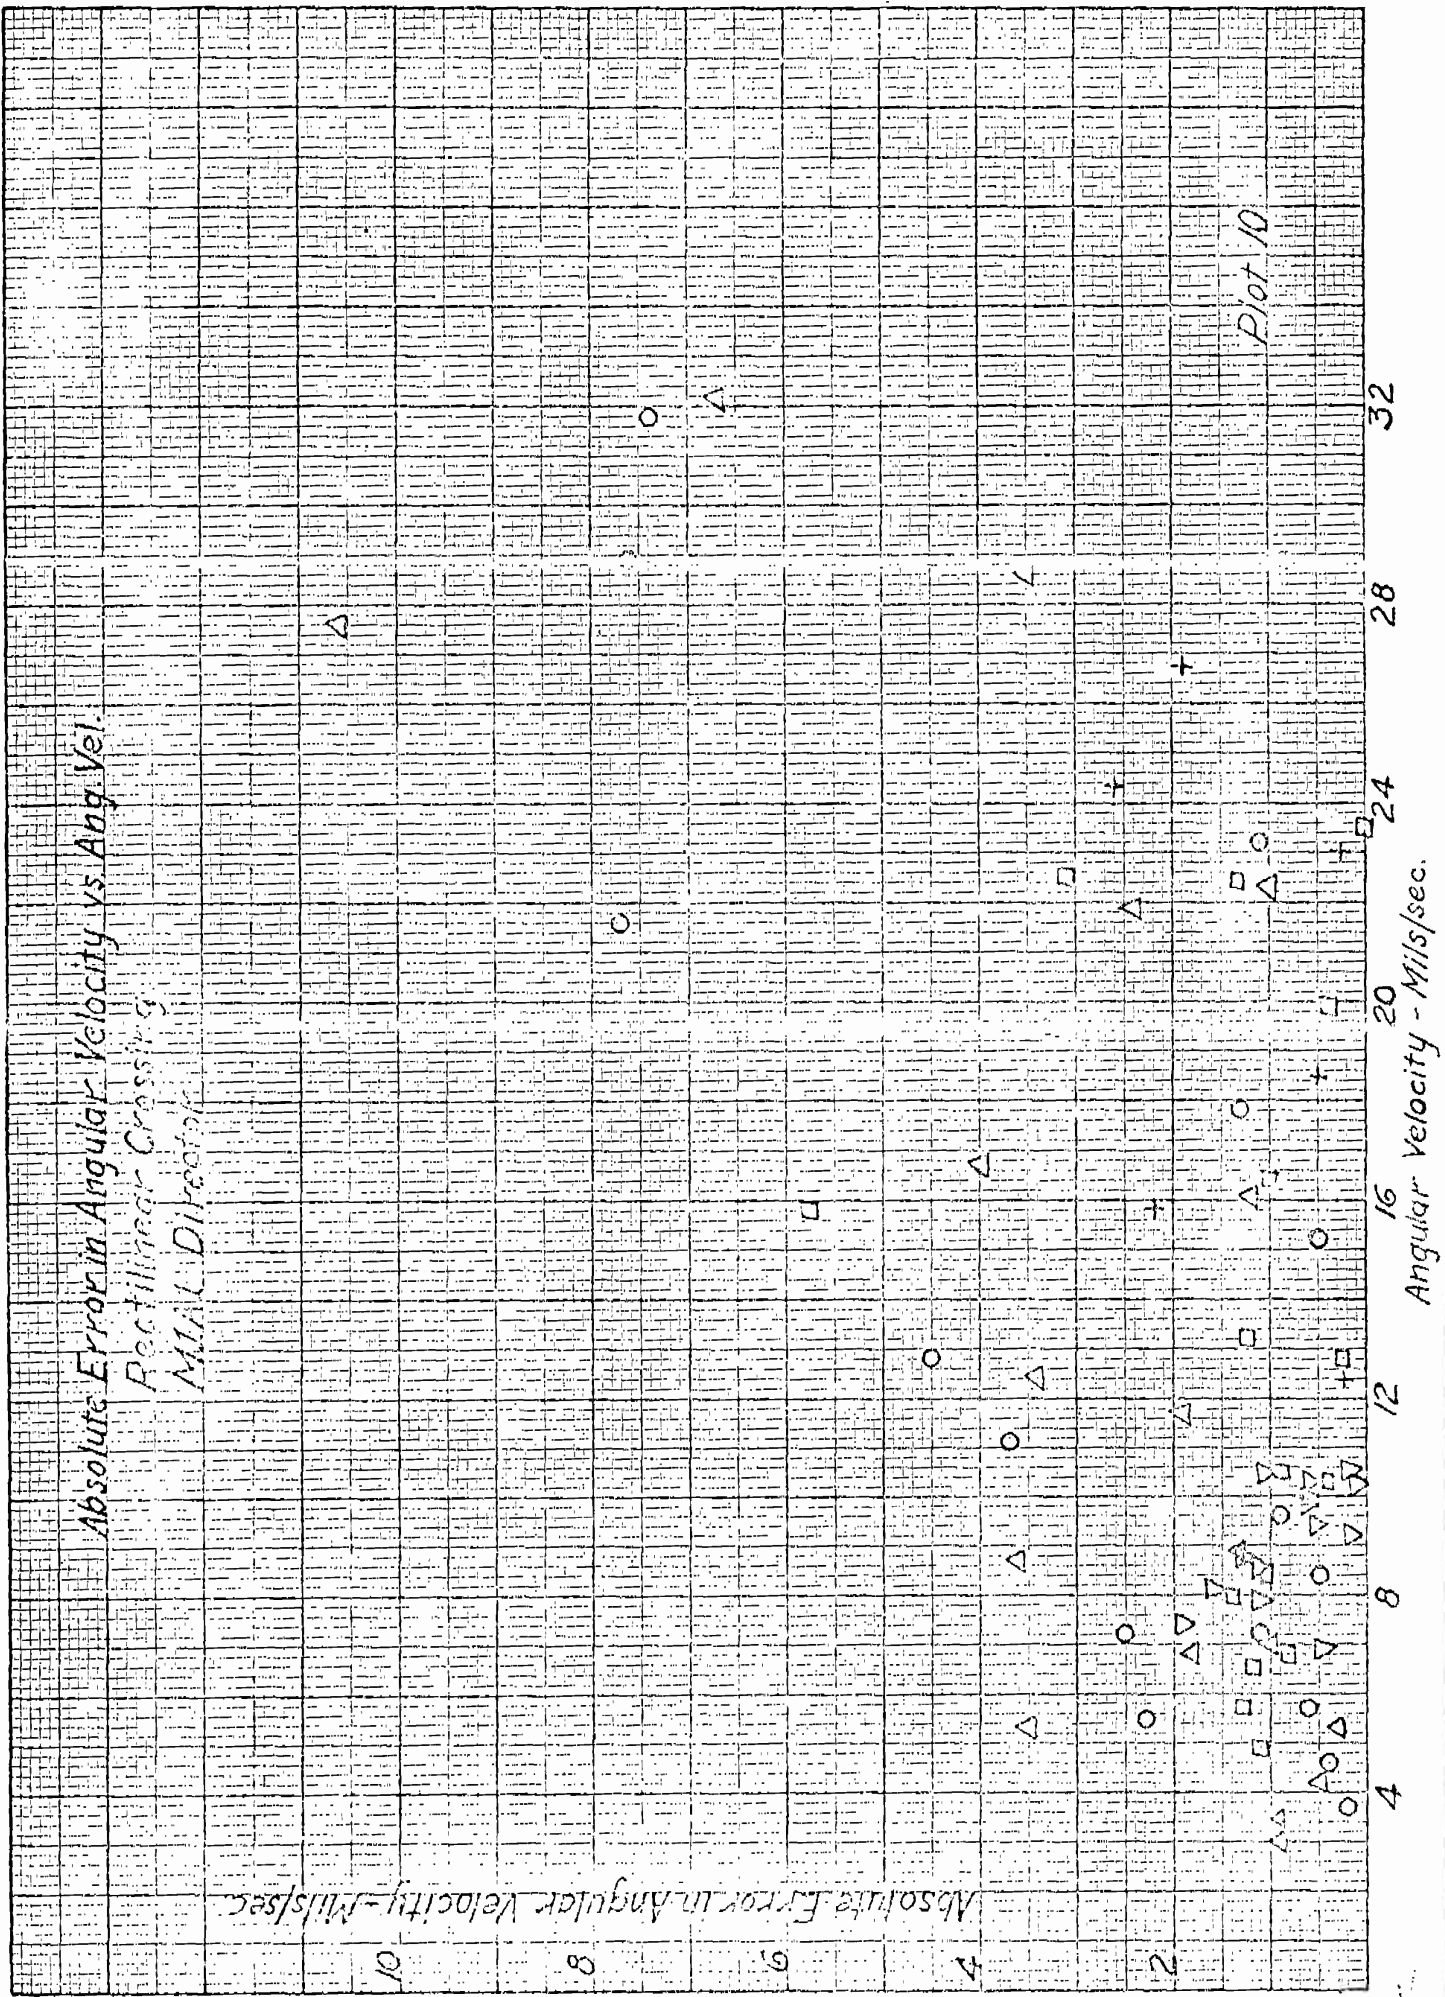 Absolute Error in Angular Velocity vs. Ang. Vel.
Rectilinear Crossing
Director
Absolute Error in Angular Velocity - Mils/sec
10
8
6
4
2
4
8
12
16
20
24
28
32
Angular Velocity - Mils/sec.
Plot 10